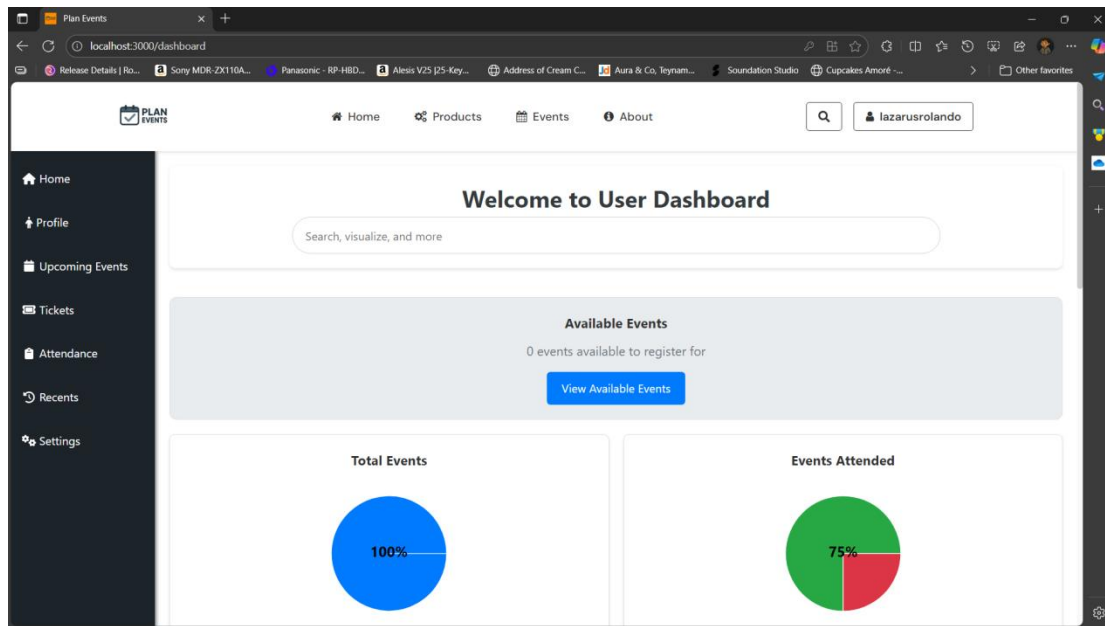 Plan Events
localhost:3000/dashboard
Release Details | Ro...
Sony MDR-ZX110A...
Panasonic - RP-HBD...
Alesis V25 |25-Key...
Address of Cream C...
Aura & Co, Teynam...
Soundation Studio
Cupcakes Amoré -...
Other favorites
PLAN
EVENTS
Home
Products
Events
About
lazarusrolando
Home
Profile
Upcoming Events
Tickets
Attendance
Recents
Settings
Welcome to User Dashboard
Search, visualize, and more
Available Events
0 events available to register for
View Available Events
Total Events
100%
Events Attended
75%